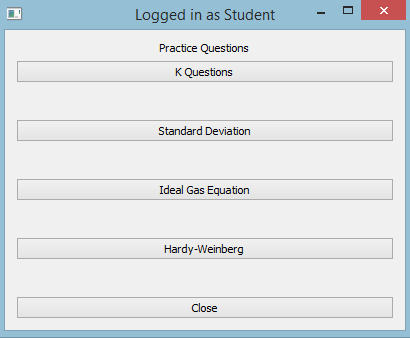 Logged in as Student
Practice Questions
K Questions
Standard Deviation
Ideal Gas Equation
Hardy-Weinberg
Close